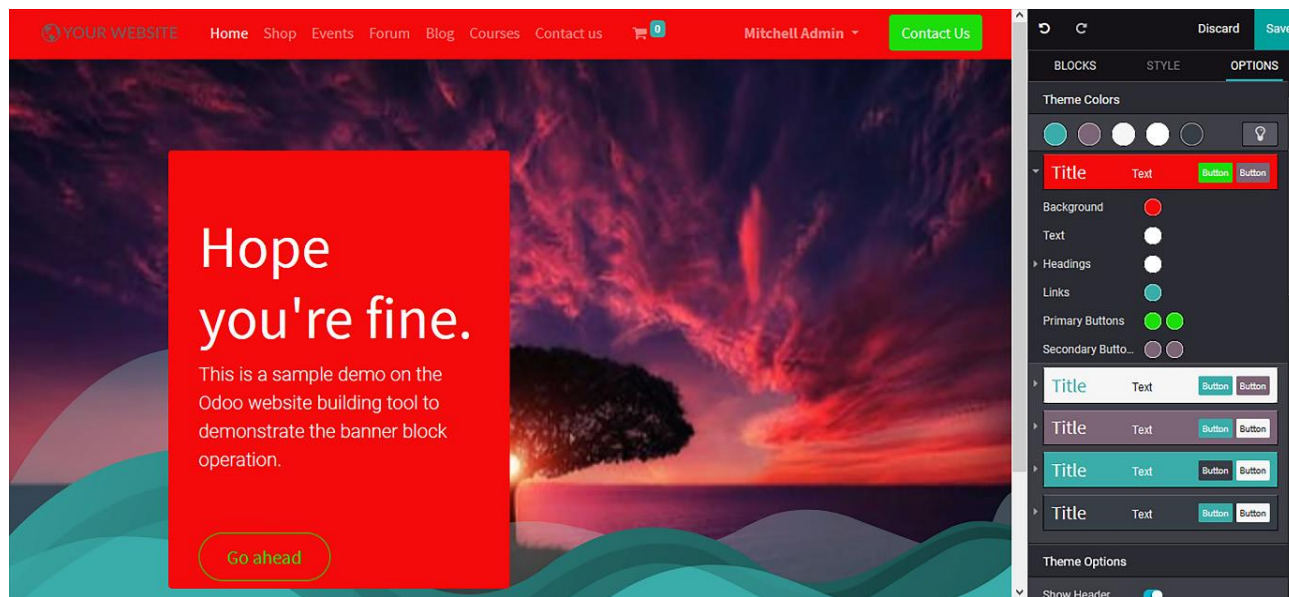 YOUR WEBSITE Home Shop Events Forum Blog Courses Contact us 0 Mitchell Admin Contact Us
Hope
you're fine.
This is a sample demo on the
Odoo website building tool to
demonstrate the banner block
operation.
Go ahead
Discard Save
BLOCKS STYLE OPTIONS
Theme Colors
Title Text Button Button
Background
Text
Headings
Links
Primary Buttons
Secondary Butto...
Title Text Button Button
Title Text Button Button
Title Text Button Button
Title Text Button Button
Theme Options
Show Header